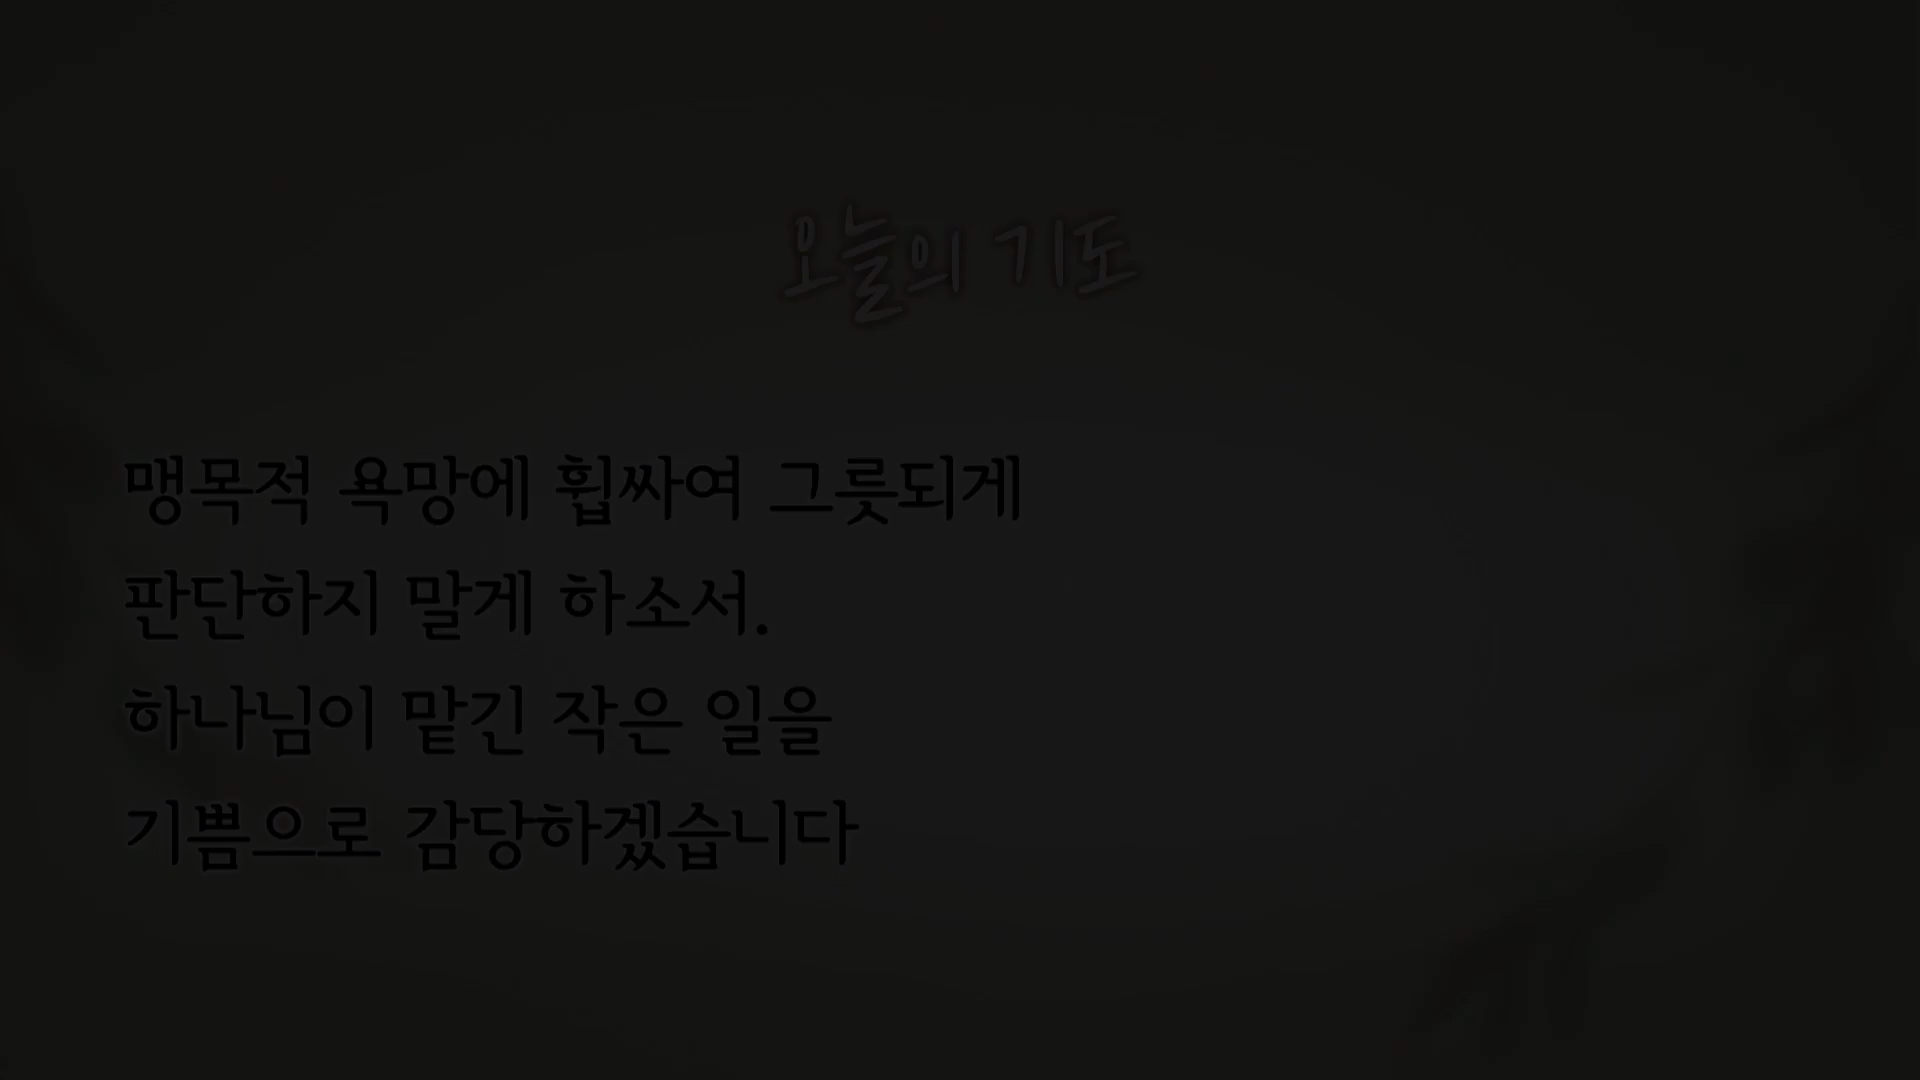 오늘의 기도
맹목적 욕망에 휩싸여 그릇되게
판단하지 말게 하소서.
하나님이 맡긴 작은 일을
기쁨으로 감당하겠습니다